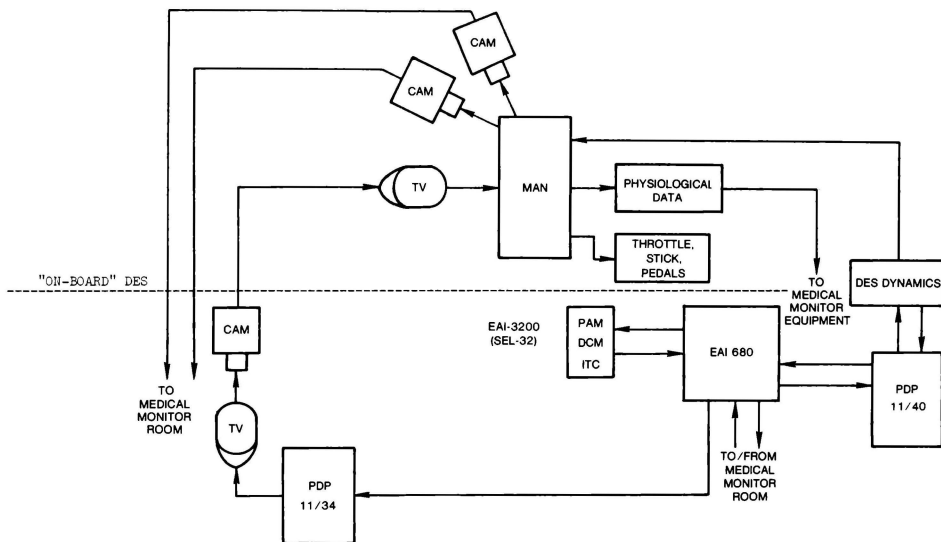 CAM
CAM
TV
MAN
PHYSIOLOGICAL
DATA
THROTTLE,
STICK,
PEDALS
"ON-BOARD" DES
TO
MEDICAL
MONITOR
EQUIPMENT
DES DYNAMICS
CAM
EAI-3200
(SEL-32)
PAM
DCM
ITC
EAI 680
PDP
11/40
TO
MEDICAL
MONITOR
ROOM
TV
TO/FROM
MEDICAL
MONITOR
ROOM
PDP
11/34